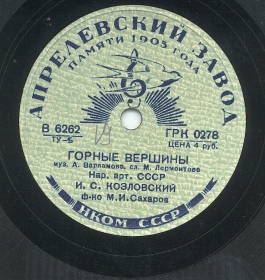 АПРЕЛЕВСКИЙ ЗАВОД
ПАМЯТИ 1905 ГОДА
В 6262
ГРК 0278
ТУ-6
ЦЕНА 4 руб.
ГОРНЫЕ ВЕРШИНЫ
муз. А. Варламова, сл. М. Лермонтова
Нар. арт. СССР
И. С. КОЗЛОВСКИЙ
ф-но М. И. Сахаров
НКОМ СССР